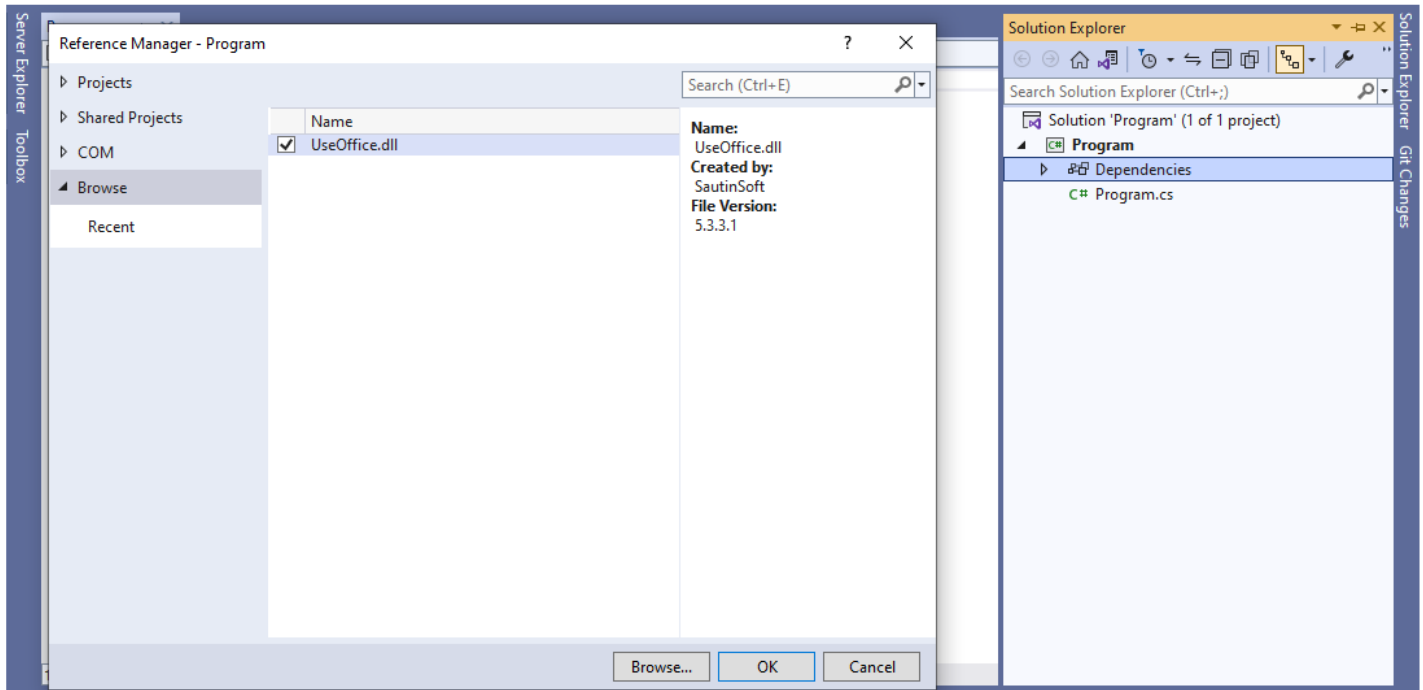 Server Explorer
Toolbox
Reference Manager - Program
?
Projects
Shared Projects
COM
Browse
Recent
Search (Ctrl+E)
Name
UseOffice.dll
Name:
UseOffice.dll
Created by:
SautinSoft
File Version:
5.3.3.1
Browse...
OK
Cancel
Solution Explorer
Search Solution Explorer (Ctrl+;)
Solution 'Program' (1 of 1 project)
C# Program
Dependencies
C# Program.cs
Solution Explorer
Git Changes